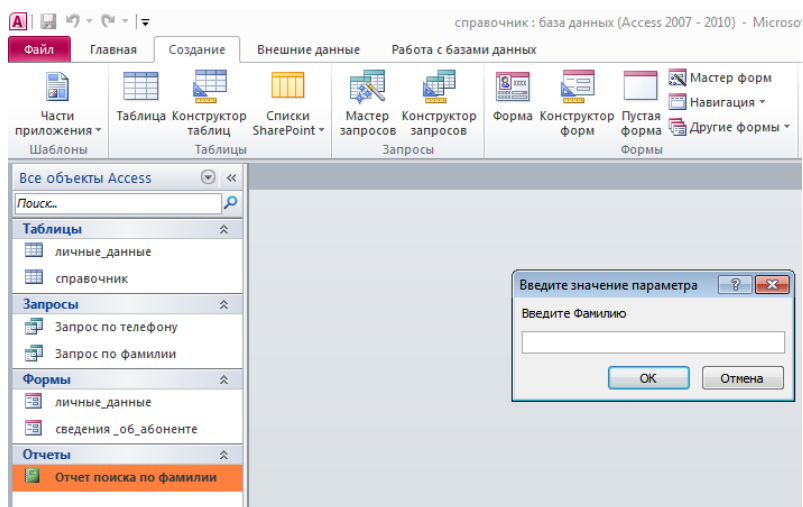 справочник : база данных (Access 2007 - 2010) - Microso
Файл Главная Создание Внешние данные Работа с базами данных
Части приложения
Таблица
Конструктор таблиц
Списки SharePoint
Мастер запросов
Конструктор запросов
Форма
Конструктор форм
Пустая форма
Мастер форм
Навигация
Другие формы
Шаблоны Таблицы Запросы Формы
Все объекты Access
Поиск...
Таблицы
личные_данные
справочник
Запросы
Запрос по телефону
Запрос по фамилии
Формы
личные_данные
сведения _об_абоненте
Отчеты
Отчет поиска по фамилии
Введите значение параметра
Введите Фамилию
ОК Отмена